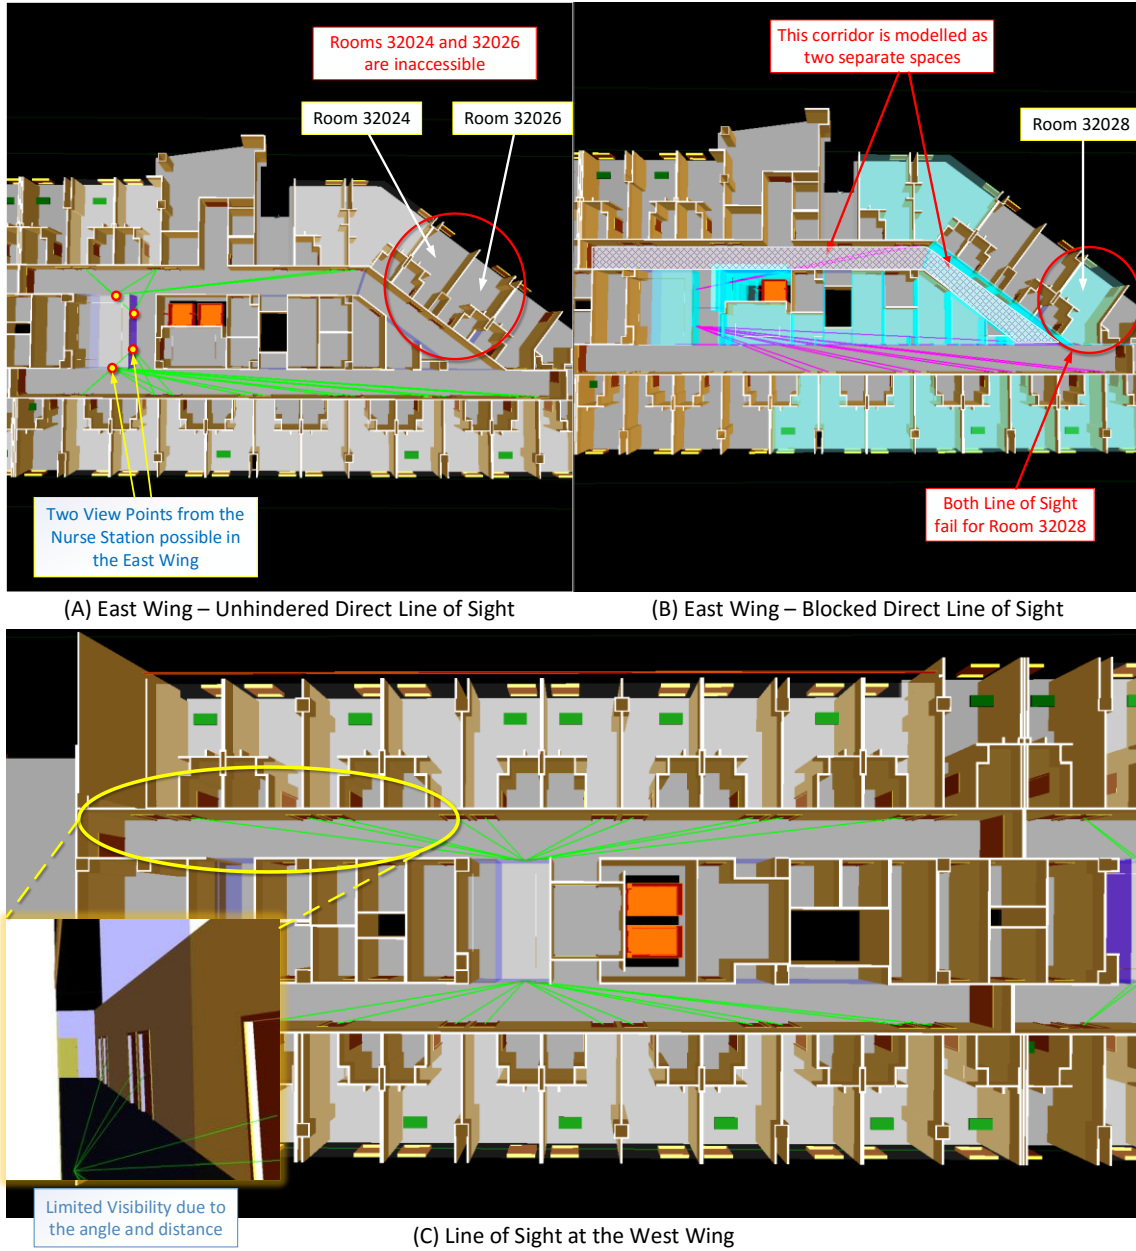 Rooms 32024 and 32026
are inaccessible
Room 32024
Room 32026
Two View Points from the
Nurse Station possible in
the East Wing
(A) East Wing – Unhindered Direct Line of Sight
This corridor is modelled as
two separate spaces
Room 32028
Both Line of Sight
fail for Room 32028
(B) East Wing – Blocked Direct Line of Sight
Limited Visibility due to
the angle and distance
(C) Line of Sight at the West Wing